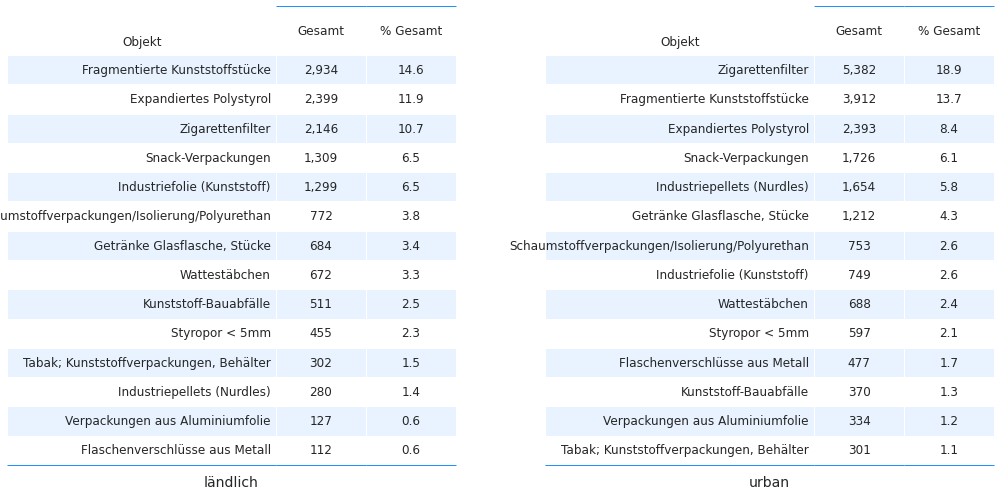 Objekt Gesamt % Gesamt
Fragmentierte Kunststoffstücke 2,934 14.6
Expandiertes Polystyrol 2,399 11.9
Zigarettenfilter 2,146 10.7
Snack-Verpackungen 1,309 6.5
Industriefolie (Kunststoff) 1,299 6.5
umstoffverpackungen/Isolierung/Polyurethan 772 3.8
Getränke Glasflasche, Stücke 684 3.4
Wattestäbchen 672 3.3
Kunststoff-Bauabfälle 511 2.5
Styropor < 5mm 455 2.3
Tabak; Kunststoffverpackungen, Behälter 302 1.5
Industriepellets (Nurdles) 280 1.4
Verpackungen aus Aluminiumfolie 127 0.6
Flaschenverschlüsse aus Metall 112 0.6
ländlich
Objekt Gesamt % Gesamt
Zigarettenfilter 5,382 18.9
Fragmentierte Kunststoffstücke 3,912 13.7
Expandiertes Polystyrol 2,393 8.4
Snack-Verpackungen 1,726 6.1
Industriepellets (Nurdles) 1,654 5.8
Getränke Glasflasche, Stücke 1,212 4.3
Schaumstoffverpackungen/Isolierung/Polyurethan 753 2.6
Industriefolie (Kunststoff) 749 2.6
Wattestäbchen 688 2.4
Styropor < 5mm 597 2.1
Flaschenverschlüsse aus Metall 477 1.7
Kunststoff-Bauabfälle 370 1.3
Verpackungen aus Aluminiumfolie 334 1.2
Tabak; Kunststoffverpackungen, Behälter 301 1.1
urban